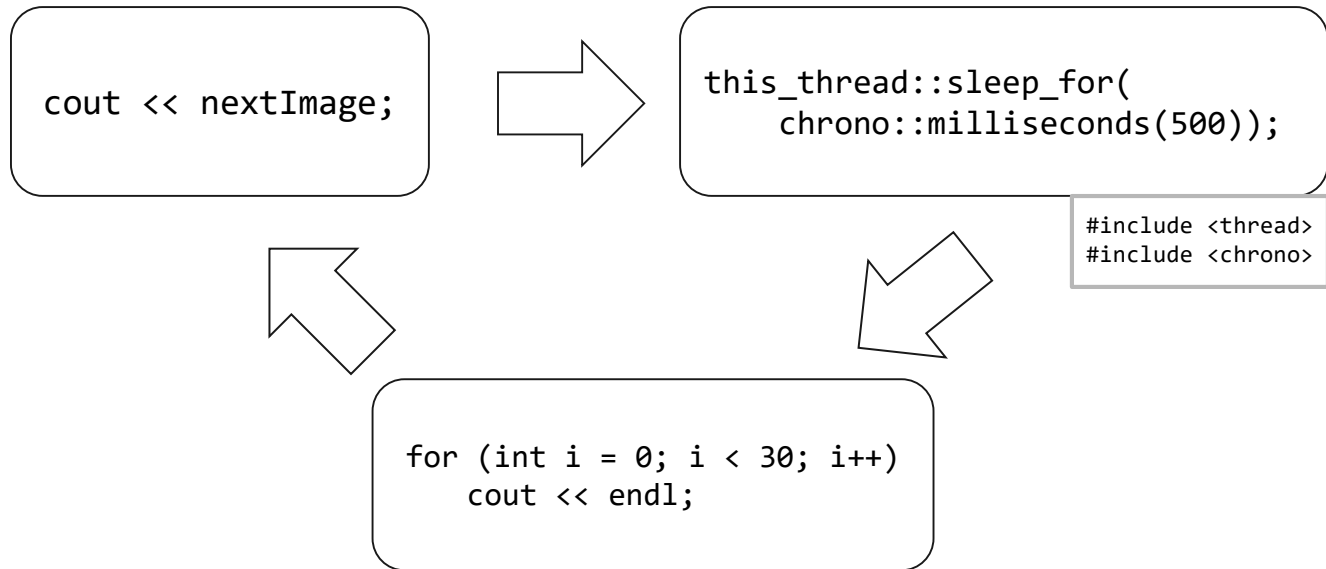 cout << nextImage;
this_thread::sleep_for(
    chrono::milliseconds(500));
#include <thread>
#include <chrono>
for (int i = 0; i < 30; i++)
    cout << endl;